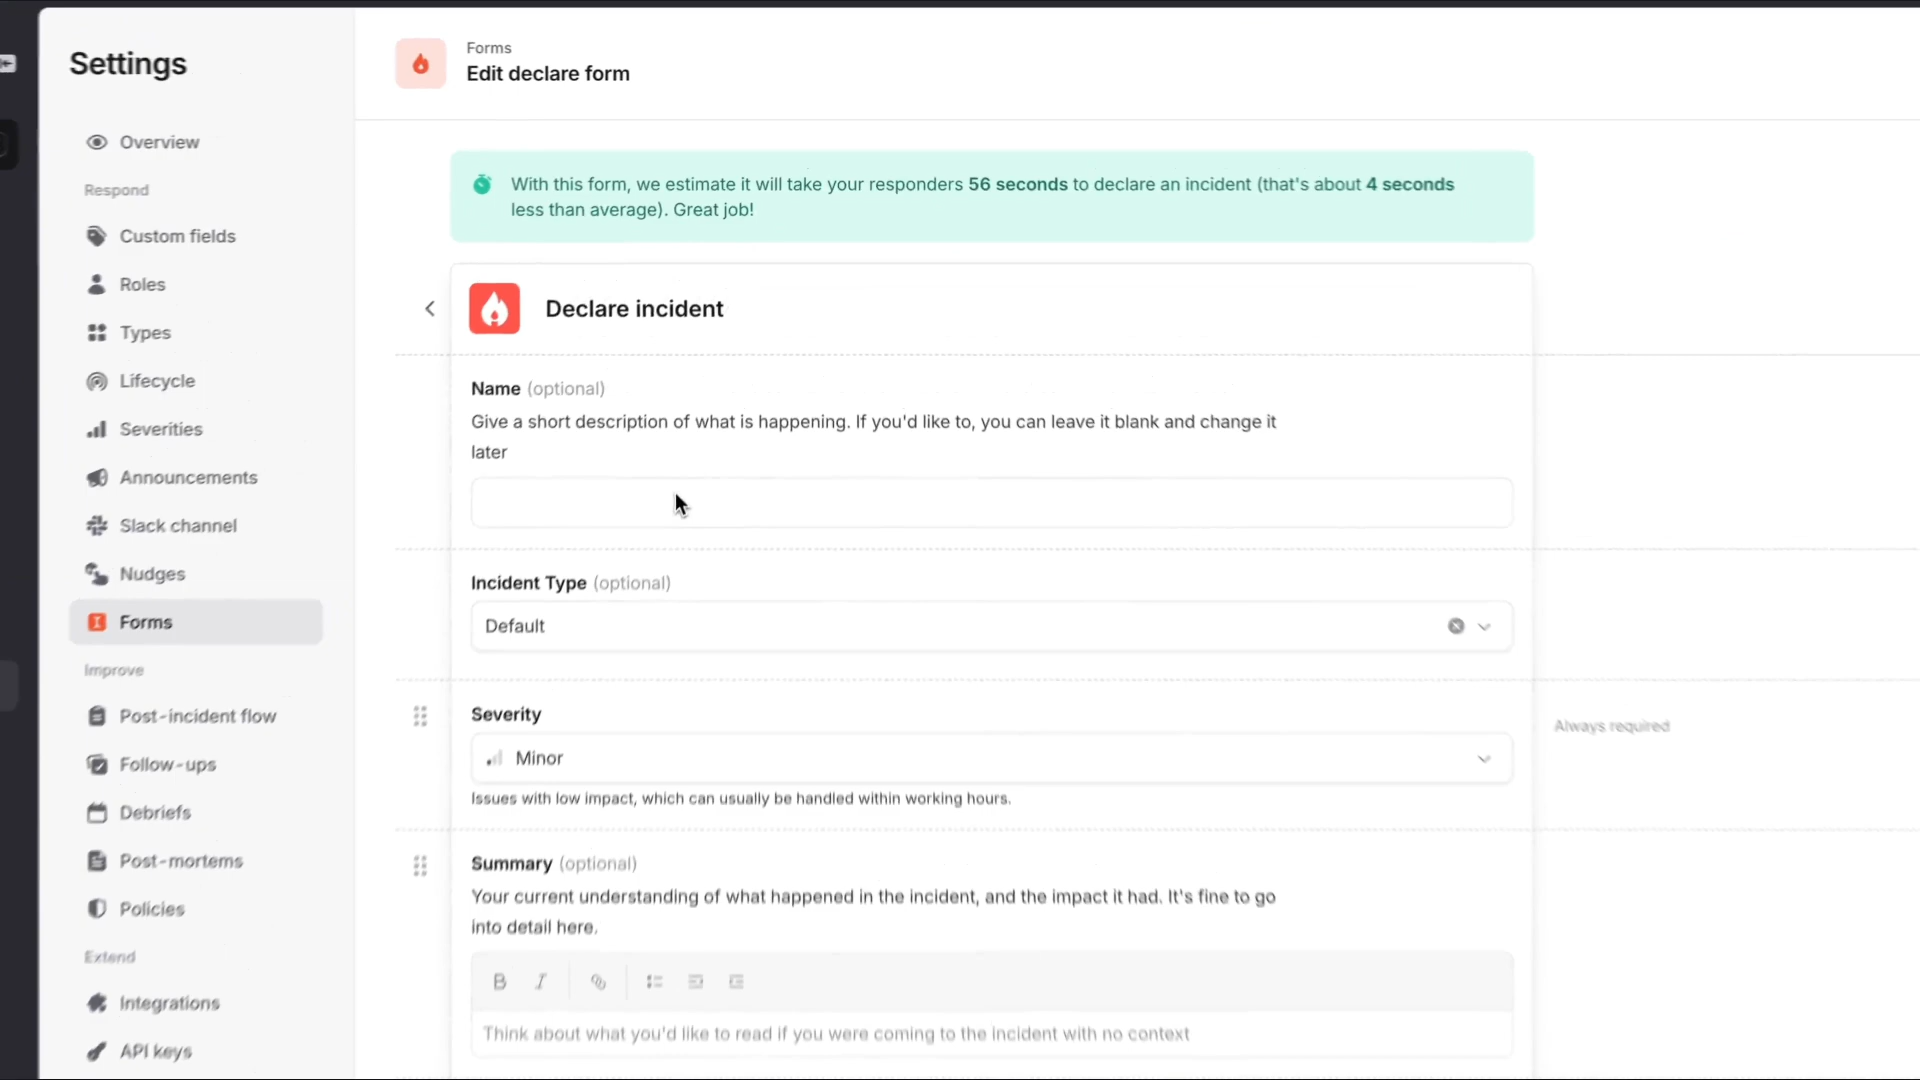 Settings
Overview
Respond
Custom fields
Roles
Types
Lifecycle
Severities
Announcements
Slack channel
Nudges
Forms
Improve
Post-incident flow
Follow-ups
Debriefs
Post-mortems
Policies
Extend
Integrations
API keys
Forms
Edit declare form
With this form, we estimate it will take your responders 56 seconds to declare an incident (that's about 4 seconds
less than average). Great job!
Declare incident
Name (optional)
Give a short description of what is happening. If you'd like to, you can leave it blank and change it
later
Incident Type (optional)
Default
Severity
Always required
Minor
Issues with low impact, which can usually be handled within working hours.
Summary (optional)
Your current understanding of what happened in the incident, and the impact it had. It's fine to go
into detail here.
B I
Think about what you'd like to read if you were coming to the incident with no context